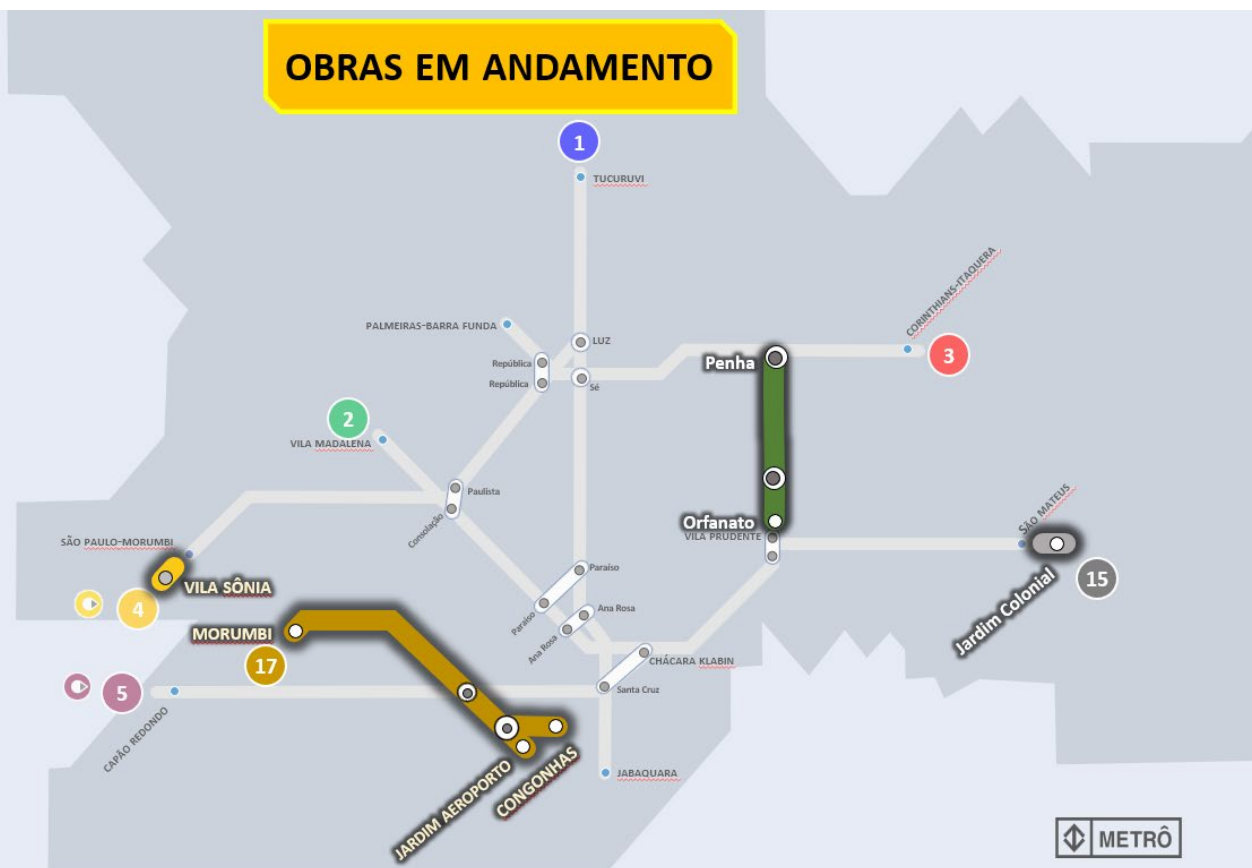 OBRAS EM ANDAMENTO
1
TUCURUVI
CORINTHIANS-ITAQUERA
PALMEIRAS-BARRA FUNDA
LUZ
República
República
Sé
Penha
3
2
VILA MADALENA
Paulista
Consolação
Orfanato
VILA PRUDENTE
SÃO MATEUS
SÃO PAULO-MORUMBI
VILA SÔNIA
4
Paraíso
Paraíso
Ana Rosa
Ana Rosa
15
Jardim Colonial
MORUMBI
17
CHÁCARA KLABIN
Santa Cruz
5
CAPÃO REDONDO
JARDIM AEROPORTO
CONGONHAS
JABAQUARA
METRÔ